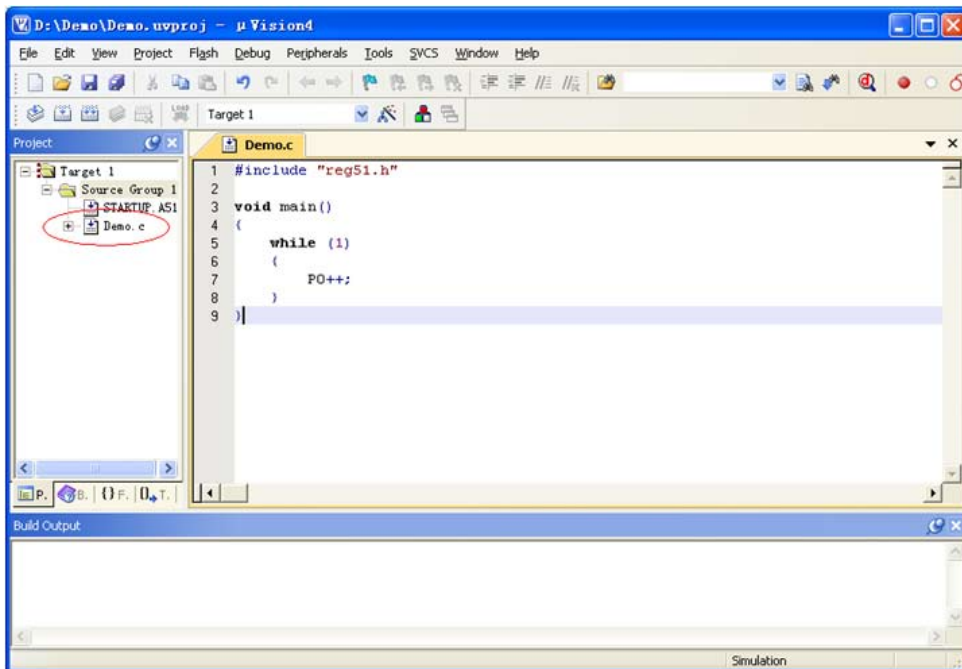 D:\Demo\Demo.uvproj - µVision4
File Edit View Project Flash Debug Peripherals Tools SVCS Window Help
Target 1
Project
Demo.c
Target 1
Source Group 1
STARTUP.A51
Demo.c
1 #include "reg51.h"
2
3 void main()
4 {
5 while (1)
6 {
7 P0++;
8 }
9 }
P. B. {} F. 0 T.
Build Output
Simulation